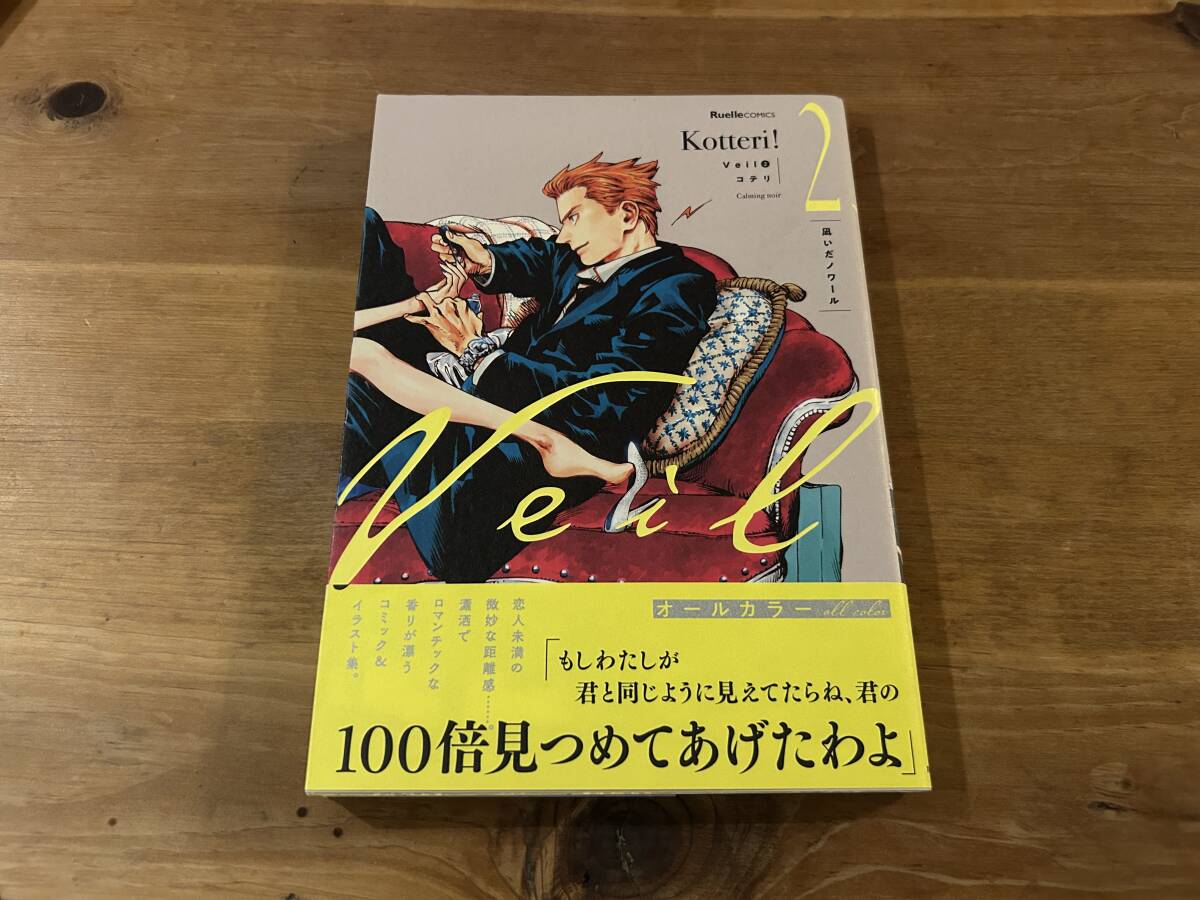 RuelleCOMICS
Kotteri!
Veil❷
コテリ
Calming noir
2
凪いだノワール
Veil
オールカラー all color
恋人未満の
微妙な距離感……。
瀟洒で
ロマンチックな
香りが漂う
コミック&
イラスト集。
「もしわたしが
君と同じように見えてたらね、君の
100倍見つめてあげたわよ」